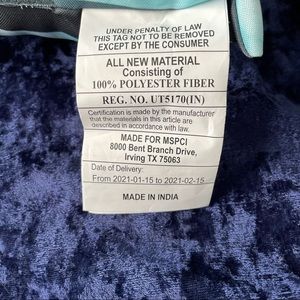 UNDER PENALTY OF LAW
THIS TAG NOT TO BE REMOVED
EXCEPT BY THE CONSUMER
ALL NEW MATERIAL
Consisting of
100% POLYESTER FIBER
REG. NO. UT5170(IN)
Certification is made by the manufacturer
that the materials in this article are
described in accordance with law.
MADE FOR MSPCI
8000 Bent Branch Drive,
Irving TX 75063
Date of Delivery:
From 2021-01-15 to 2021-02-15
MADE IN INDIA